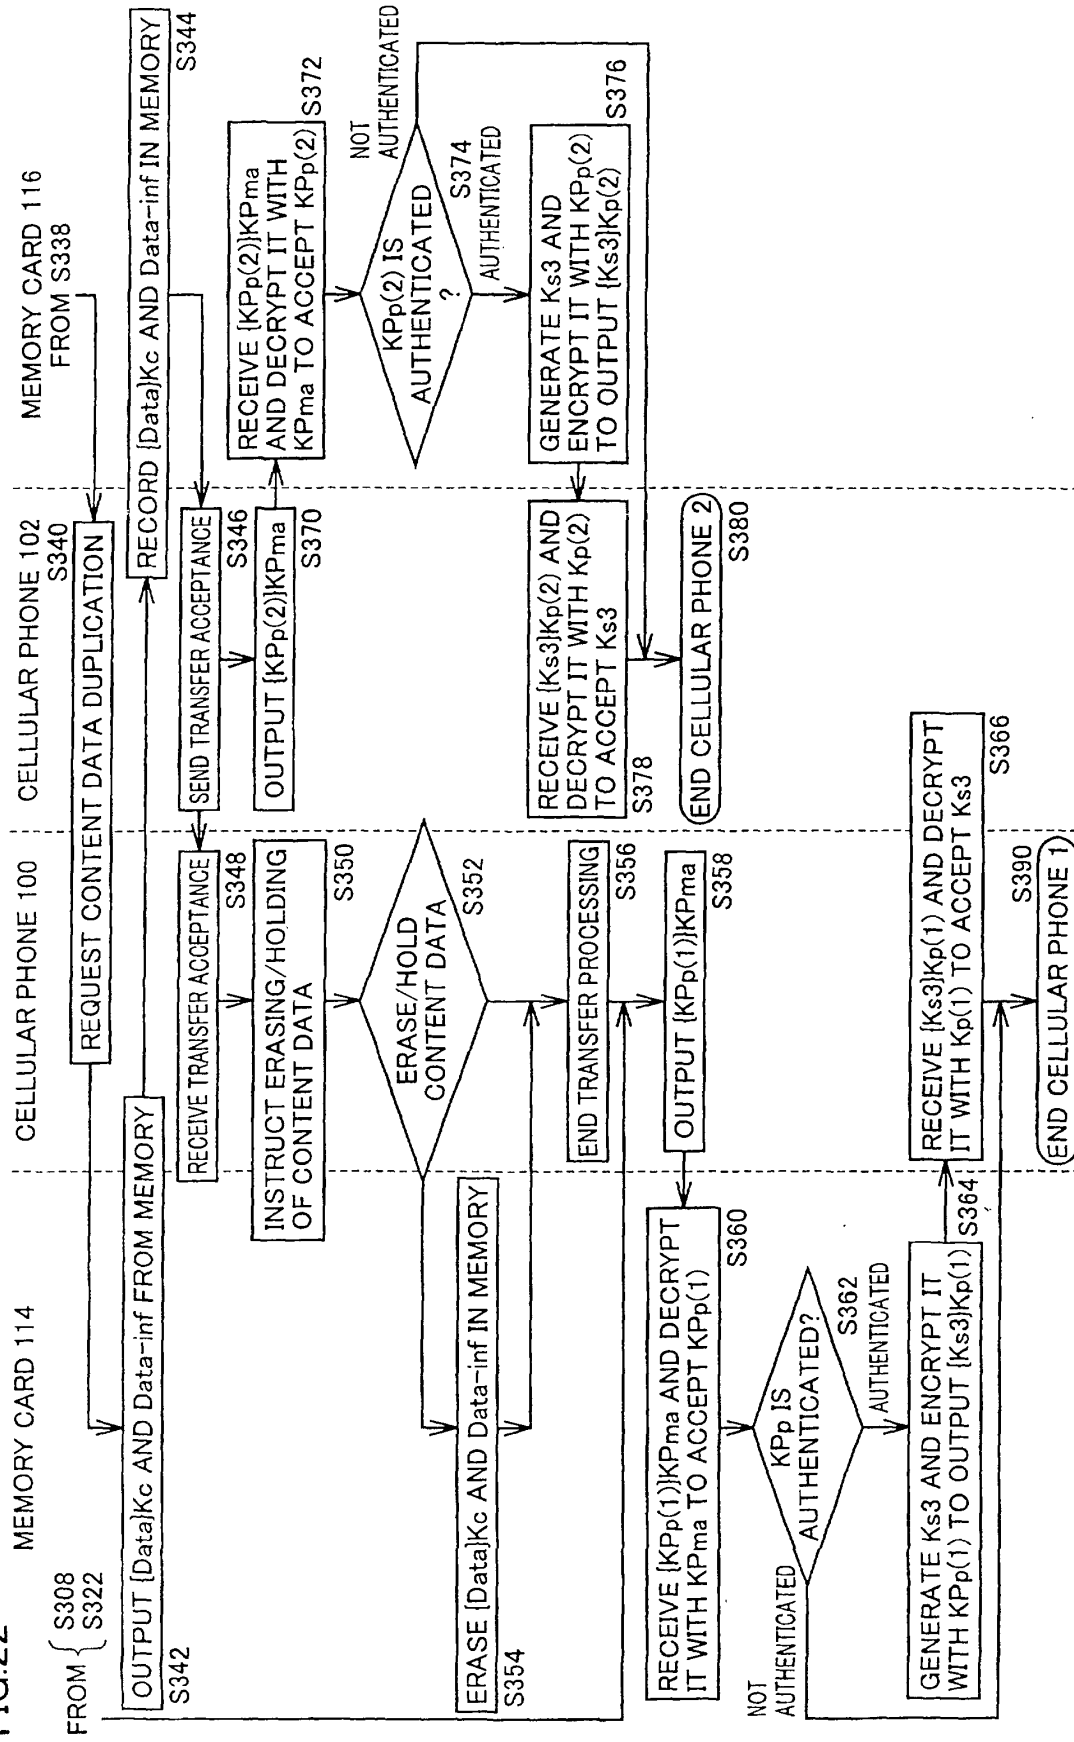 FIG.22
MEMORY CARD 114
CELLULAR PHONE 100
CELLULAR PHONE 102
MEMORY CARD 116
FROM S338
FROM { S308
S322
S340
REQUEST CONTENT DATA DUPLICATION
OUTPUT {Data}Kc AND Data-inf FROM MEMORY
S342
RECORD {Data}Kc AND Data-inf IN MEMORY
S344
SEND TRANSFER ACCEPTANCE
S346
RECEIVE TRANSFER ACCEPTANCE
S348
INSTRUCT ERASING/HOLDING
OF CONTENT DATA
S350
ERASE/HOLD
CONTENT DATA
S352
ERASE {Data}Kc AND Data-inf IN MEMORY
S354
END TRANSFER PROCESSING
S356
OUTPUT {KPp(1)}KPma
S358
RECEIVE {KPp(1)}KPma AND DECRYPT
IT WITH KPma TO ACCEPT KPp(1)
S360
KPp IS
AUTHENTICATED?
S362
NOT
AUTHENTICATED
AUTHENTICATED
GENERATE Ks3 AND ENCRYPT IT
WITH KPp(1) TO OUTPUT {Ks3}Kp(1)
S364
RECEIVE {Ks3}Kp(1) AND DECRYPT
IT WITH Kp(1) TO ACCEPT Ks3
S366
S390
END CELLULAR PHONE 1
OUTPUT {KPp(2)}KPma
S370
RECEIVE {KPp(2)}KPma
AND DECRYPT IT WITH
KPma TO ACCEPT KPp(2)
S372
KPp(2) IS
AUTHENTICATED
?
S374
NOT
AUTHENTICATED
AUTHENTICATED
GENERATE Ks3 AND
ENCRYPT IT WITH KPp(2)
TO OUTPUT {Ks3}Kp(2)
S376
RECEIVE {Ks3}Kp(2) AND
DECRYPT IT WITH Kp(2)
TO ACCEPT Ks3
S378
END CELLULAR PHONE 2
S380